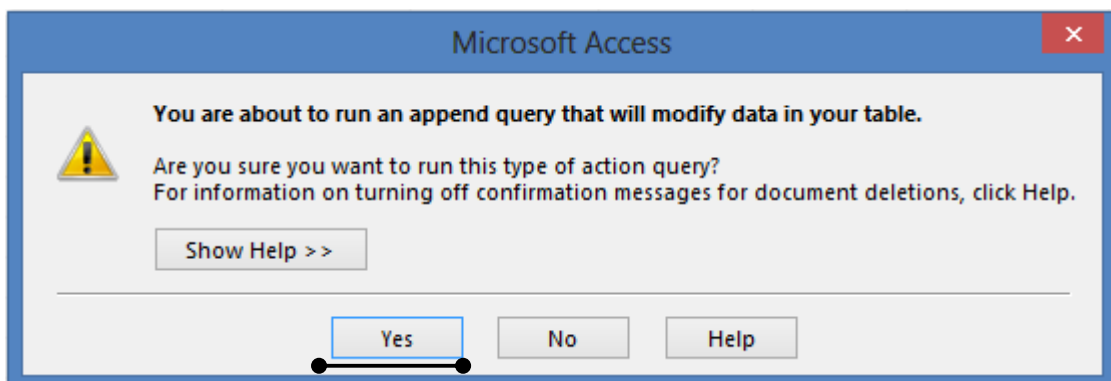 Microsoft Access
You are about to run an append query that will modify data in your table.
Are you sure you want to run this type of action query?
For information on turning off confirmation messages for document deletions, click Help.
Show Help >>
Yes No Help